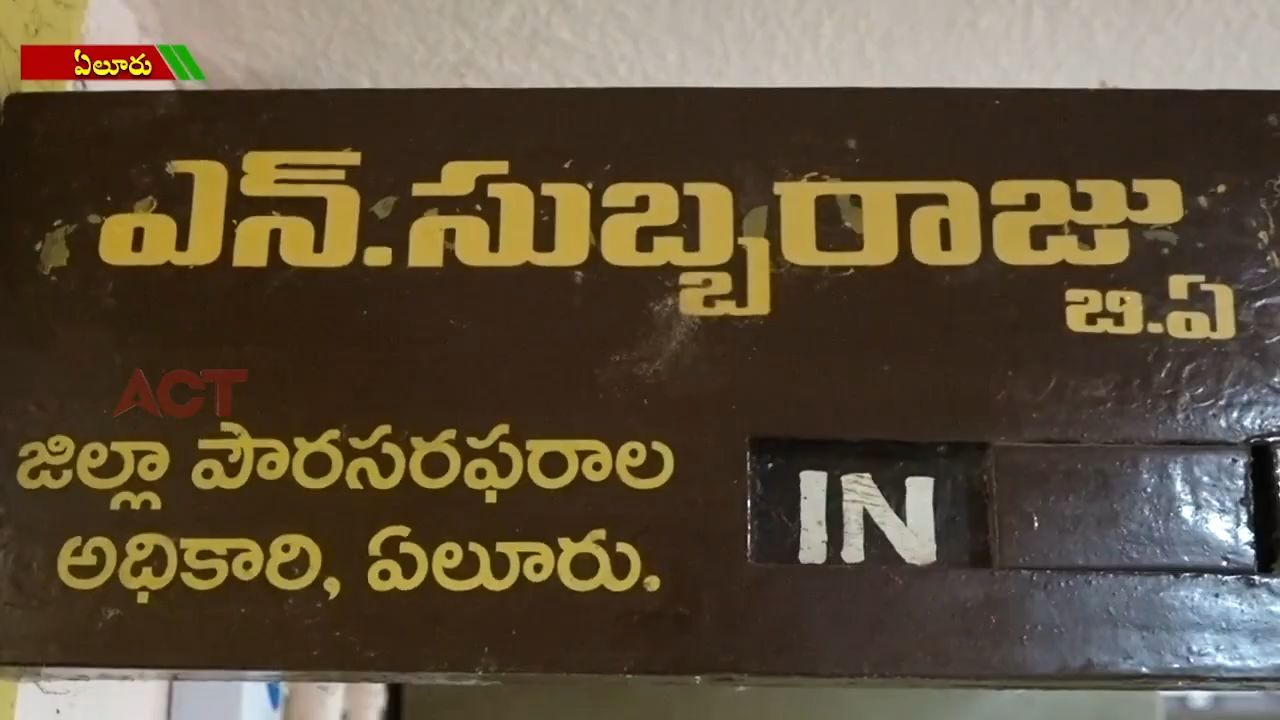 ఏలూరు
ఎన్.సుబ్బరాజు
బి.ఏ
ACT
జిల్లా పౌరసరఫరాల
అధికారి, ఏలూరు.
IN